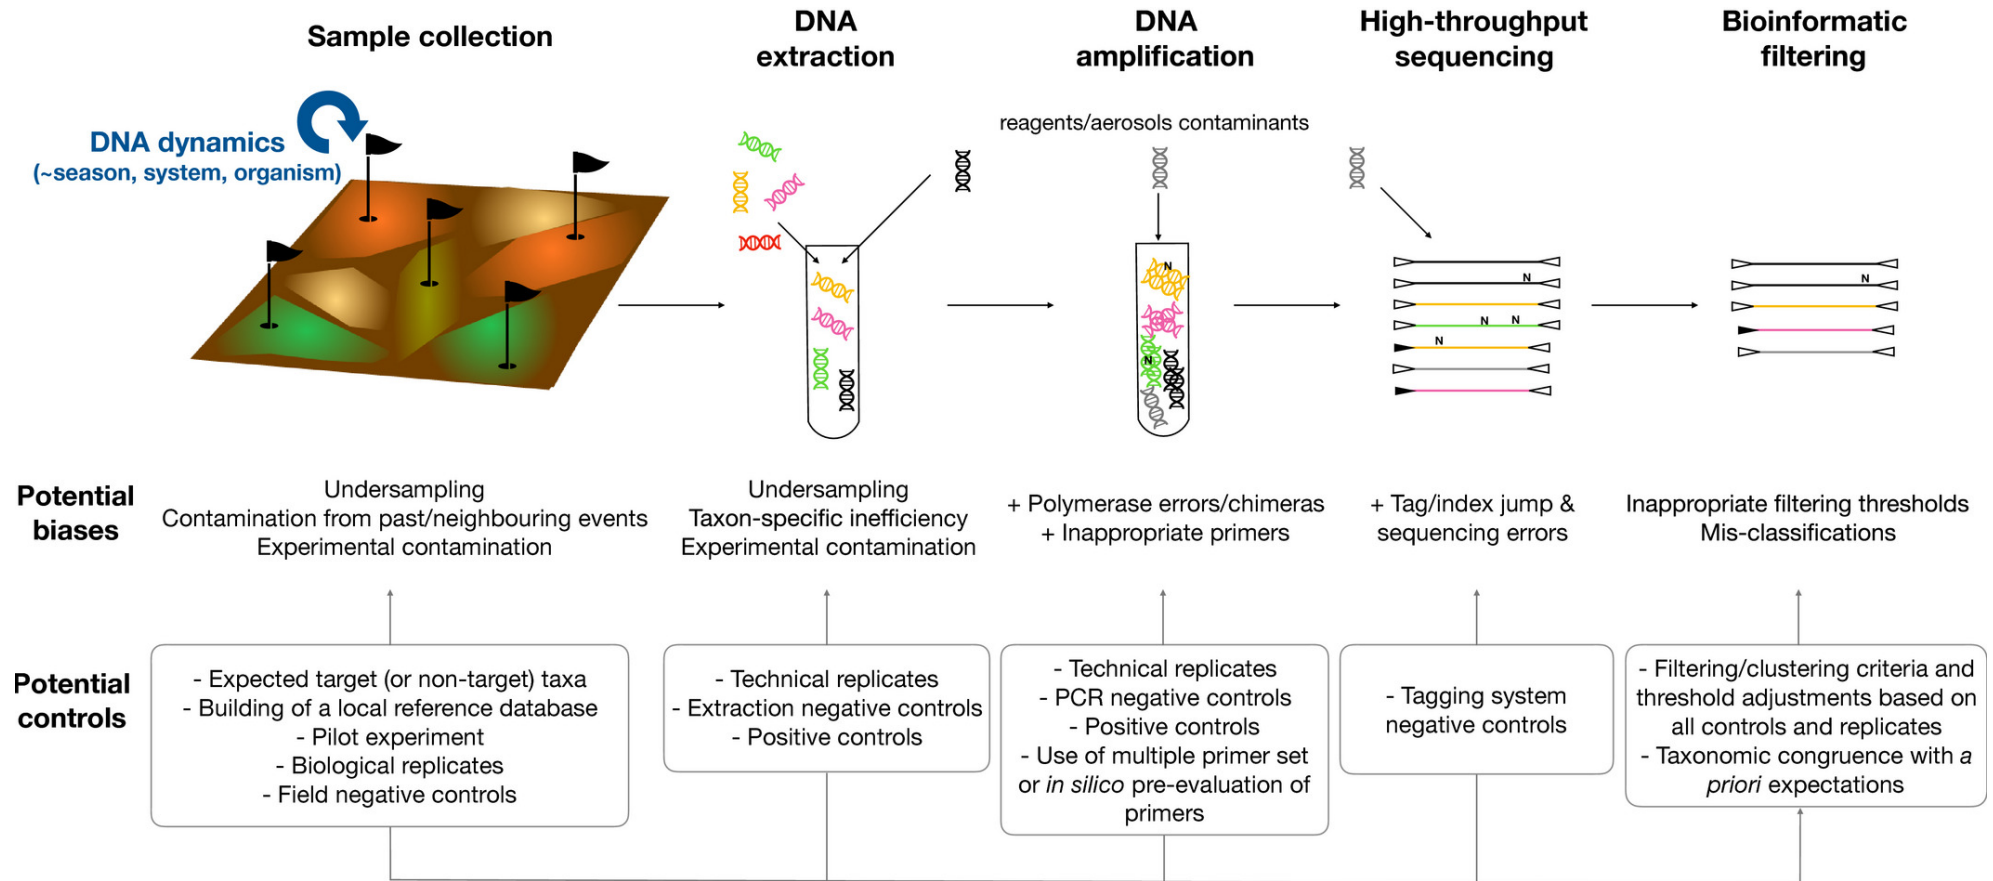 Sample collection
DNA
extraction
DNA
amplification
High-throughput
sequencing
Bioinformatic
filtering
DNA dynamics
(~season, system, organism)
reagents/aerosols contaminants
N
N
N
N N
N
N
Potential
biases
Undersampling
Contamination from past/neighbouring events
Experimental contamination
Undersampling
Taxon-specific inefficiency
Experimental contamination
+ Polymerase errors/chimeras
+ Inappropriate primers
+ Tag/index jump &
sequencing errors
Inappropriate filtering thresholds
Mis-classifications
Potential
controls
- Expected target (or non-target) taxa
- Building of a local reference database
- Pilot experiment
- Biological replicates
- Field negative controls
- Technical replicates
- Extraction negative controls
- Positive controls
- Technical replicates
- PCR negative controls
- Positive controls
- Use of multiple primer set
or in silico pre-evaluation of
primers
- Tagging system
negative controls
- Filtering/clustering criteria and
threshold adjustments based on
all controls and replicates
- Taxonomic congruence with a
priori expectations